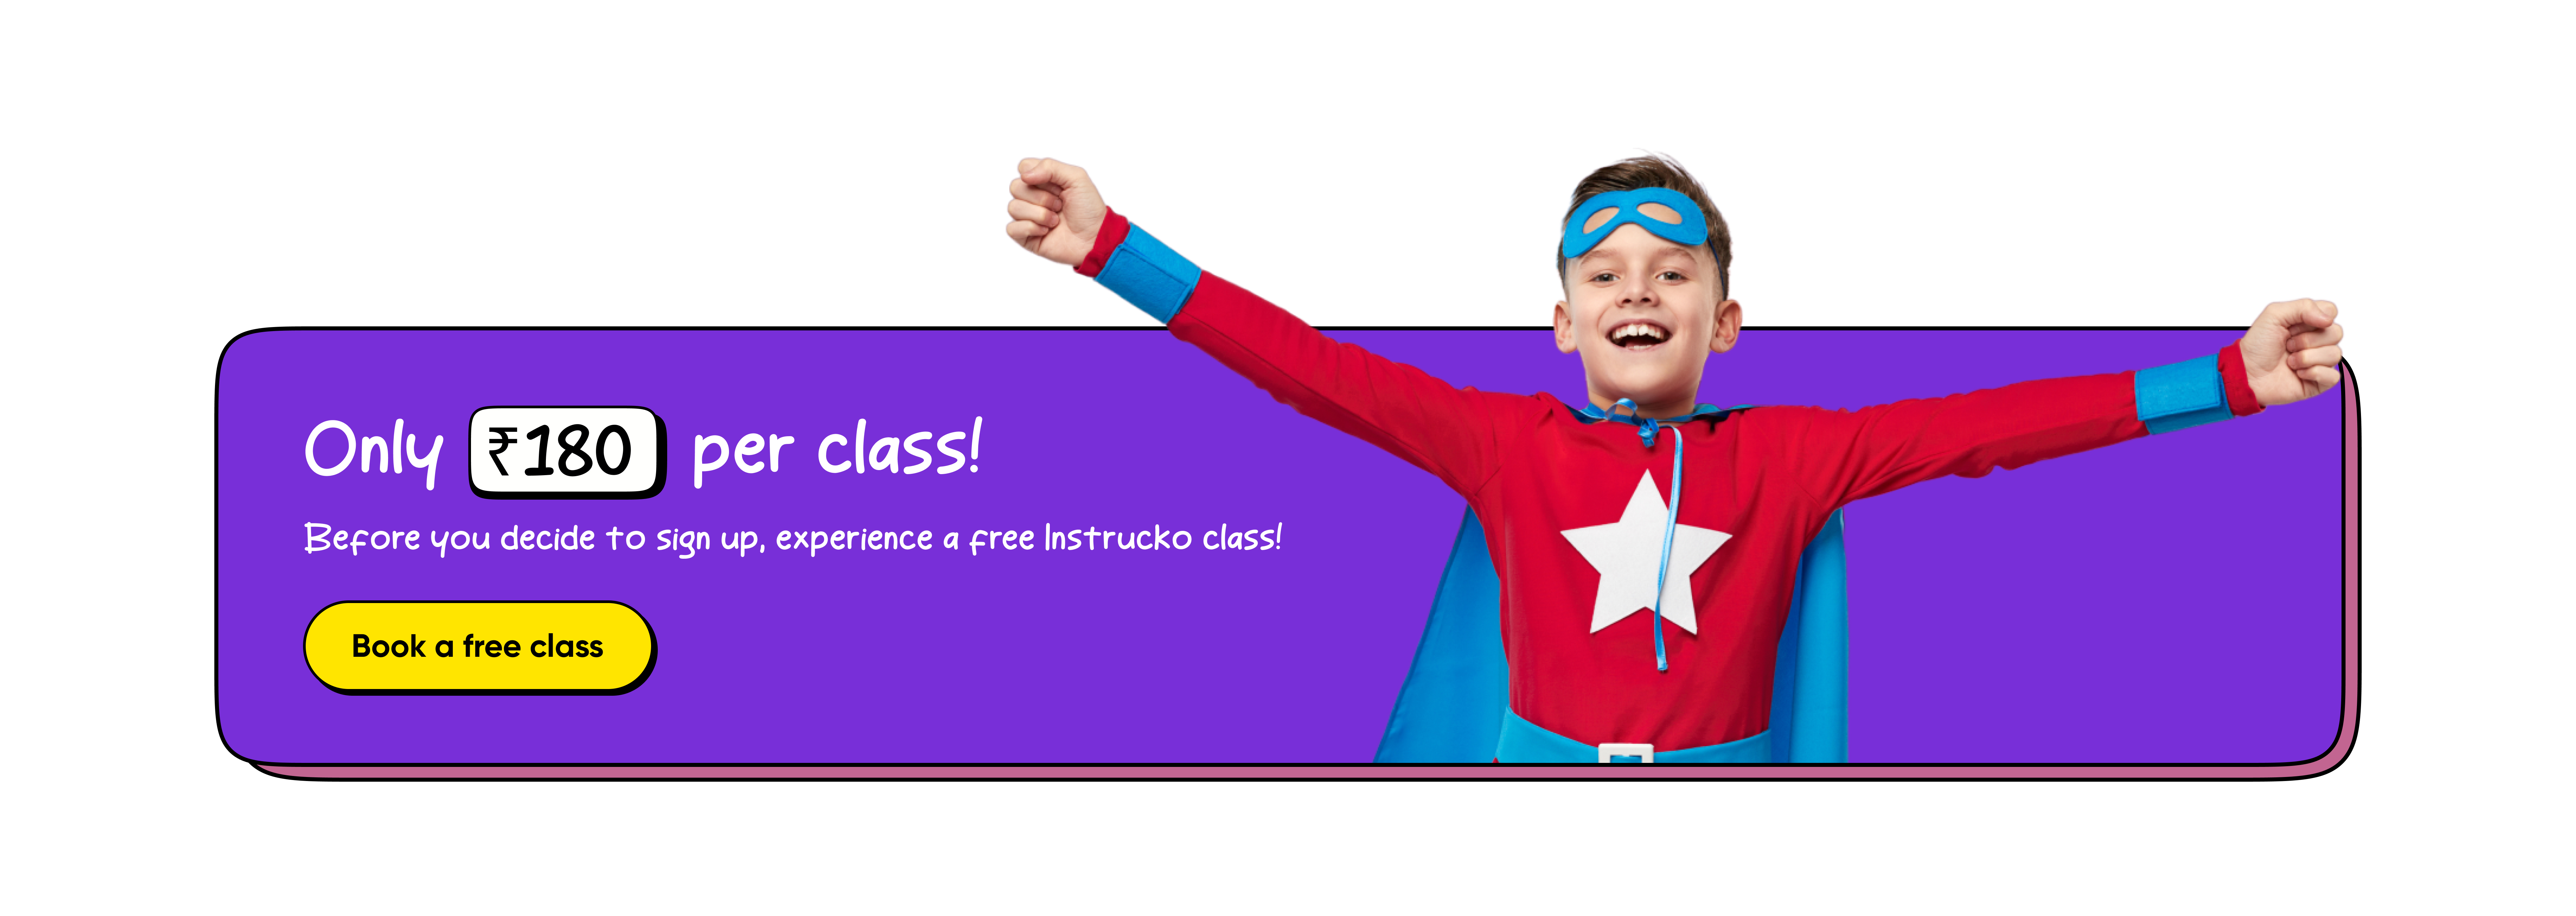 Only ₹180 per class!
Before you decide to sign up, experience a free Instrucko class!
Book a free class